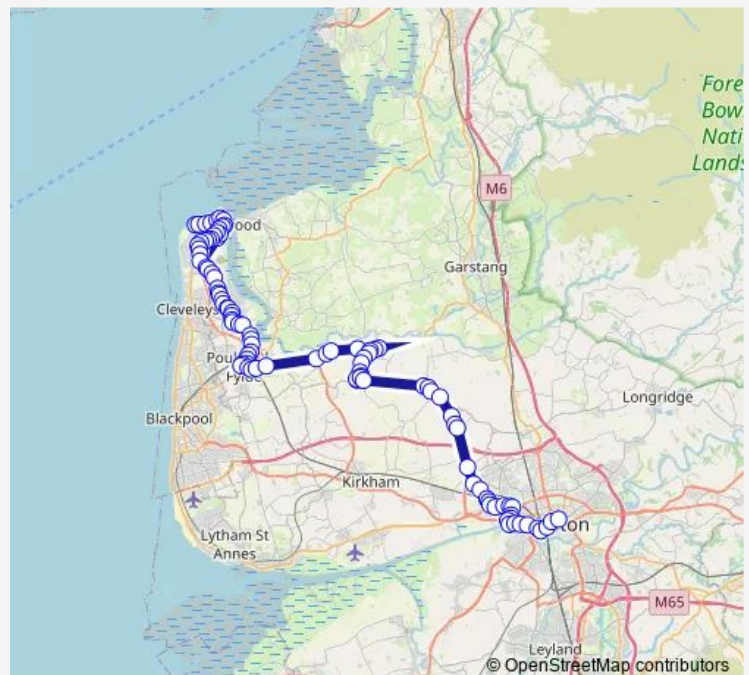 Fore
Bow
Nati
Lands
M6
ood
Garstang
Cleveleys
Poul
Fylde
Longridge
Blackpool
Kirkham
ton
Lytham St
Annes
M65
Leyland
© OpenStreetMap contributors